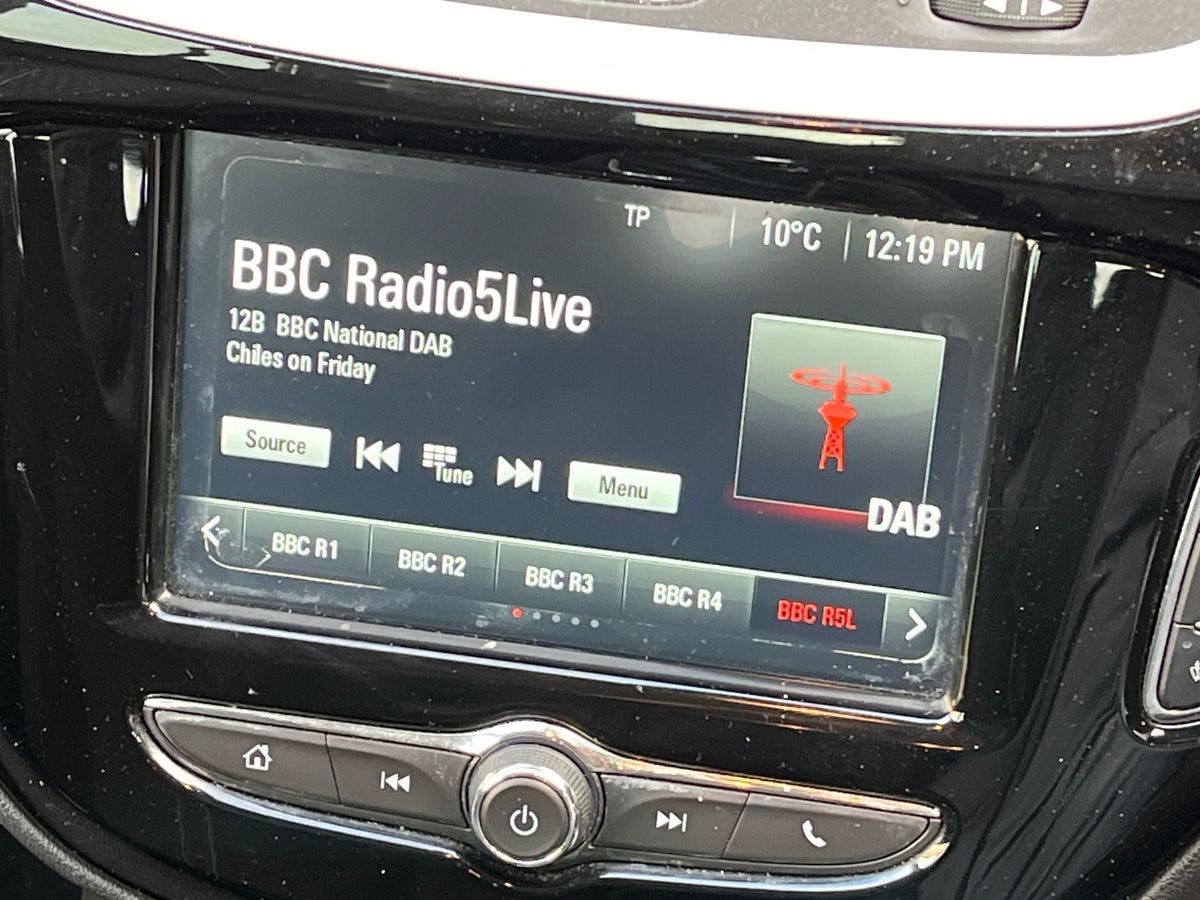 TP 10°C 12:19 PM
BBC Radio5Live
12B BBC National DAB
Chiles on Friday
Source Tune Menu
DAB
BBC R1 BBC R2 BBC R3 BBC R4 BBC R5L